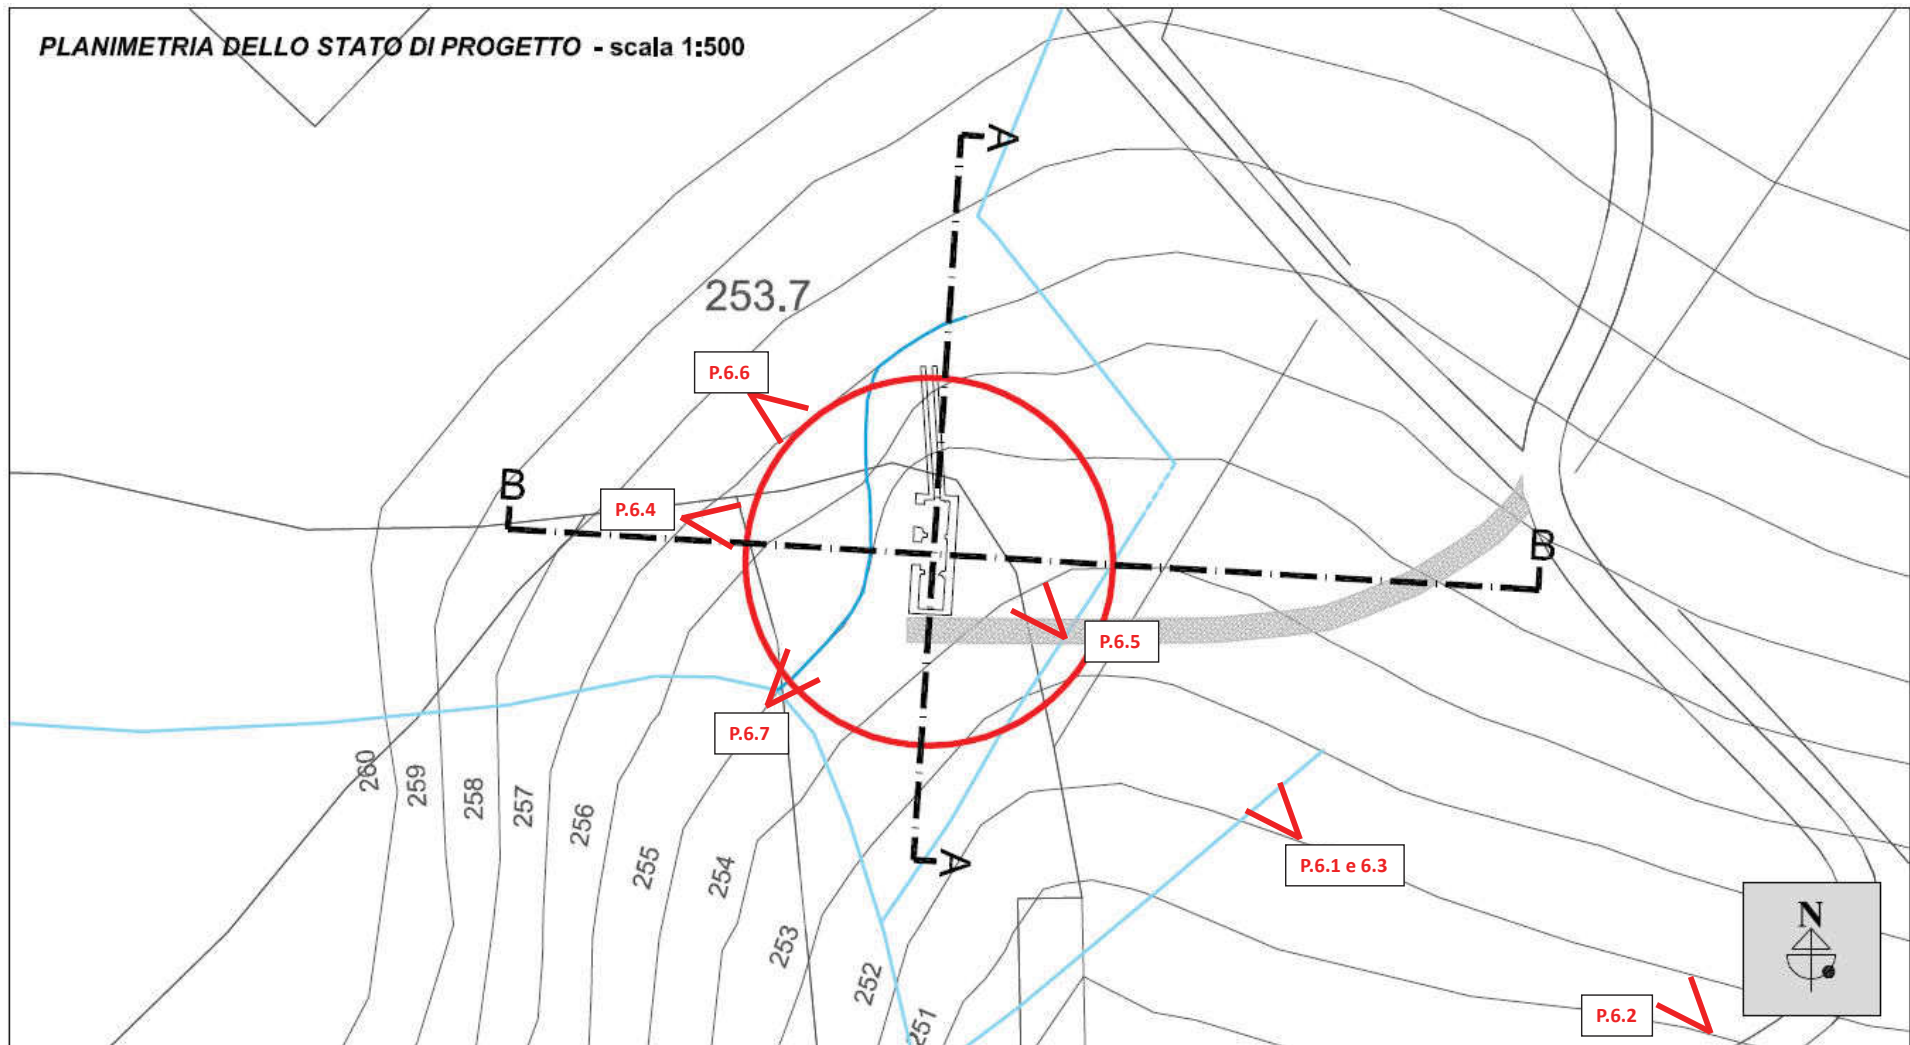 PLANIMETRIA DELLO STATO DI PROGETTO - scala 1:500
A
253.7
P.6.6
B
P.6.4
B
P.6.5
P.6.7
260
259
258
257
256
255
254
253
252
251
A
P.6.1 e 6.3
N
P.6.2